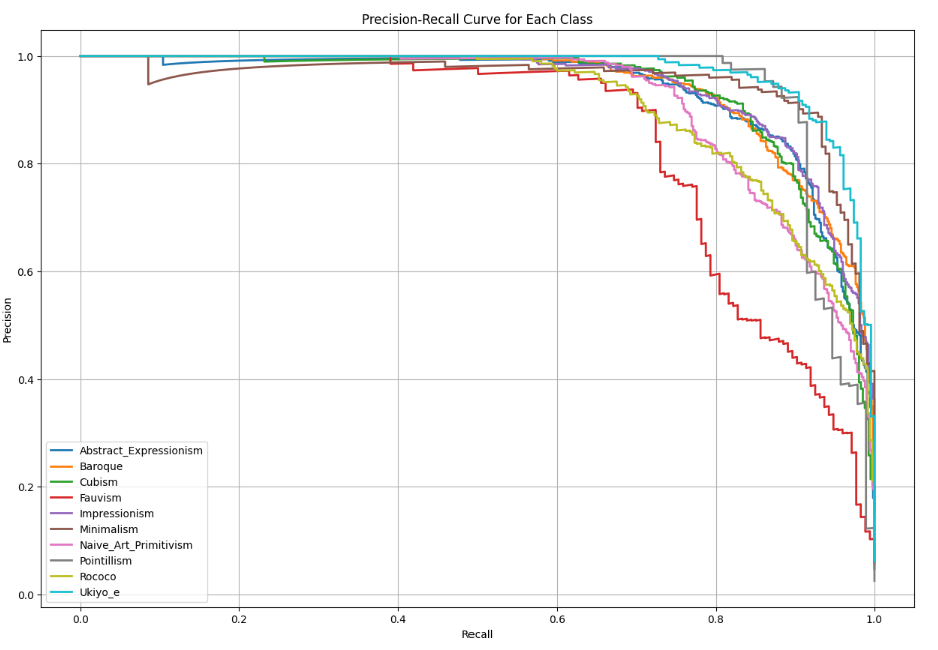 Precision-Recall Curve for Each Class
1.0
0.8
0.6
0.4
0.2
0.0
Precision
Abstract_Expressionism
Baroque
Cubism
Fauvism
Impressionism
Minimalism
Naive_Art_Primitivism
Pointillism
Rococo
Ukiyo_e
0.0 0.2 0.4 0.6 0.8 1.0
Recall